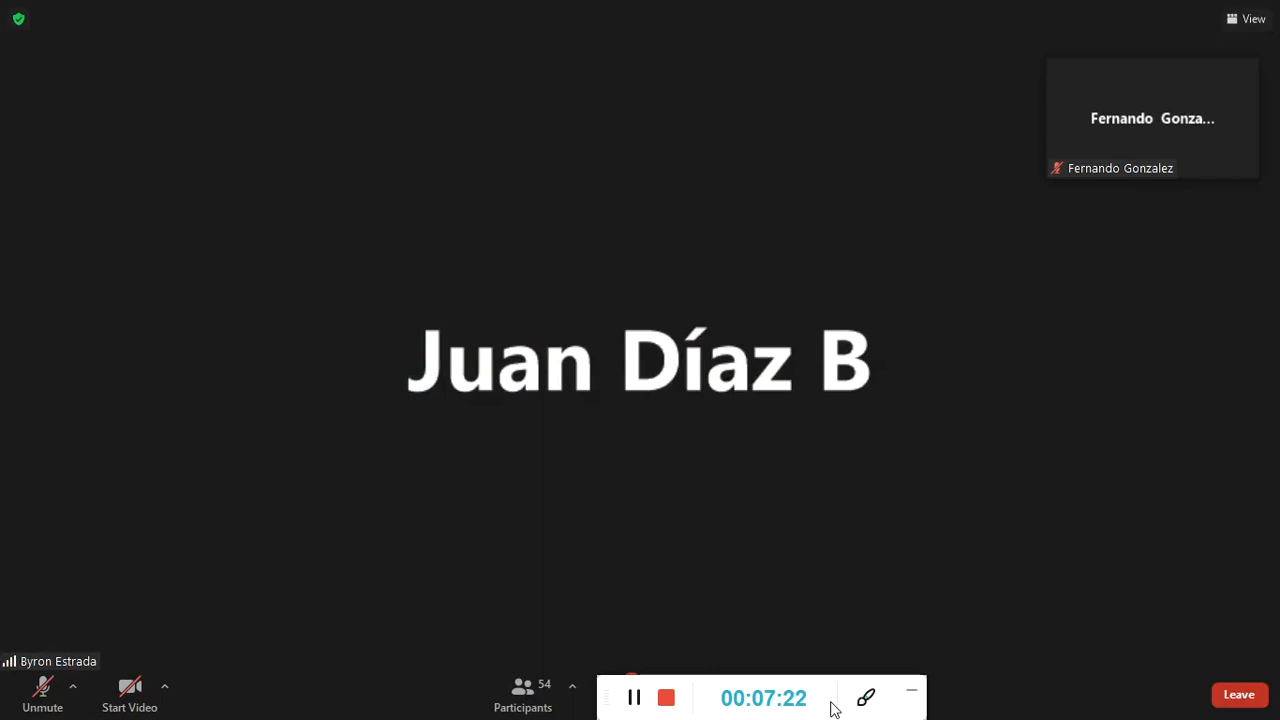 View
Fernando Gonza...
Fernando Gonzalez
Juan Díaz B
Byron Estrada
Unmute
Start Video
54
Participants
00:07:22
Leave